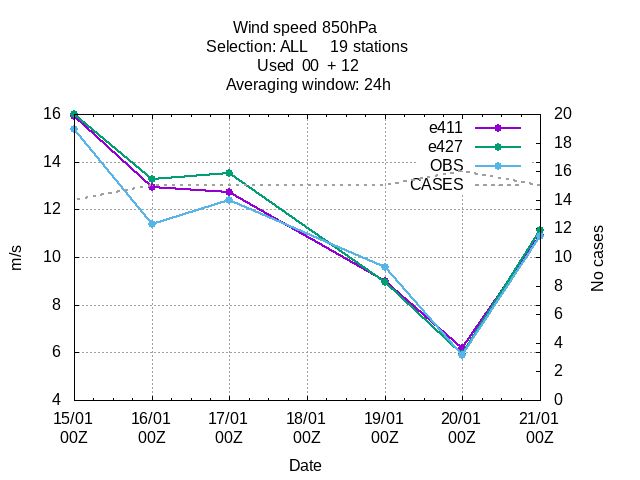 Wind speed 850hPa
Selection: ALL     19 stations
Used  00  + 12
Averaging window: 24h
16
14
12
10
8
6
4
m/s
20
18
16
14
12
10
8
6
4
2
0
No cases
e411
e427
OBS
CASES
15/01 16/01 17/01 18/01 19/01 20/01 21/01
00Z 00Z 00Z 00Z 00Z 00Z 00Z
Date